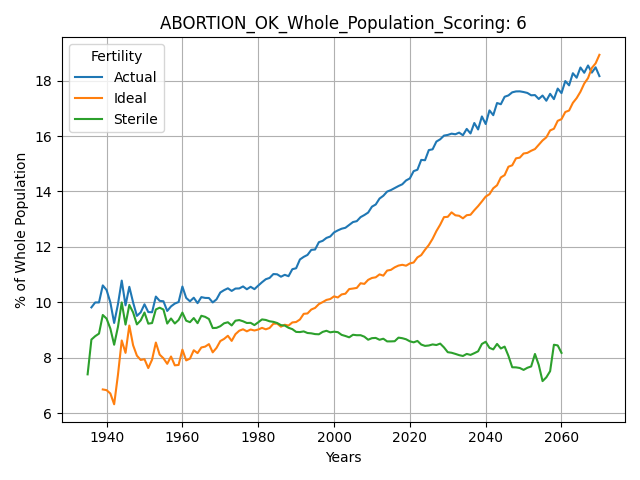 ABORTION_OK_Whole_Population_Scoring: 6
Fertility
Actual
Ideal
Sterile
% of Whole Population
18
16
14
12
10
8
6
1940 1960 1980 2000 2020 2040 2060
Years